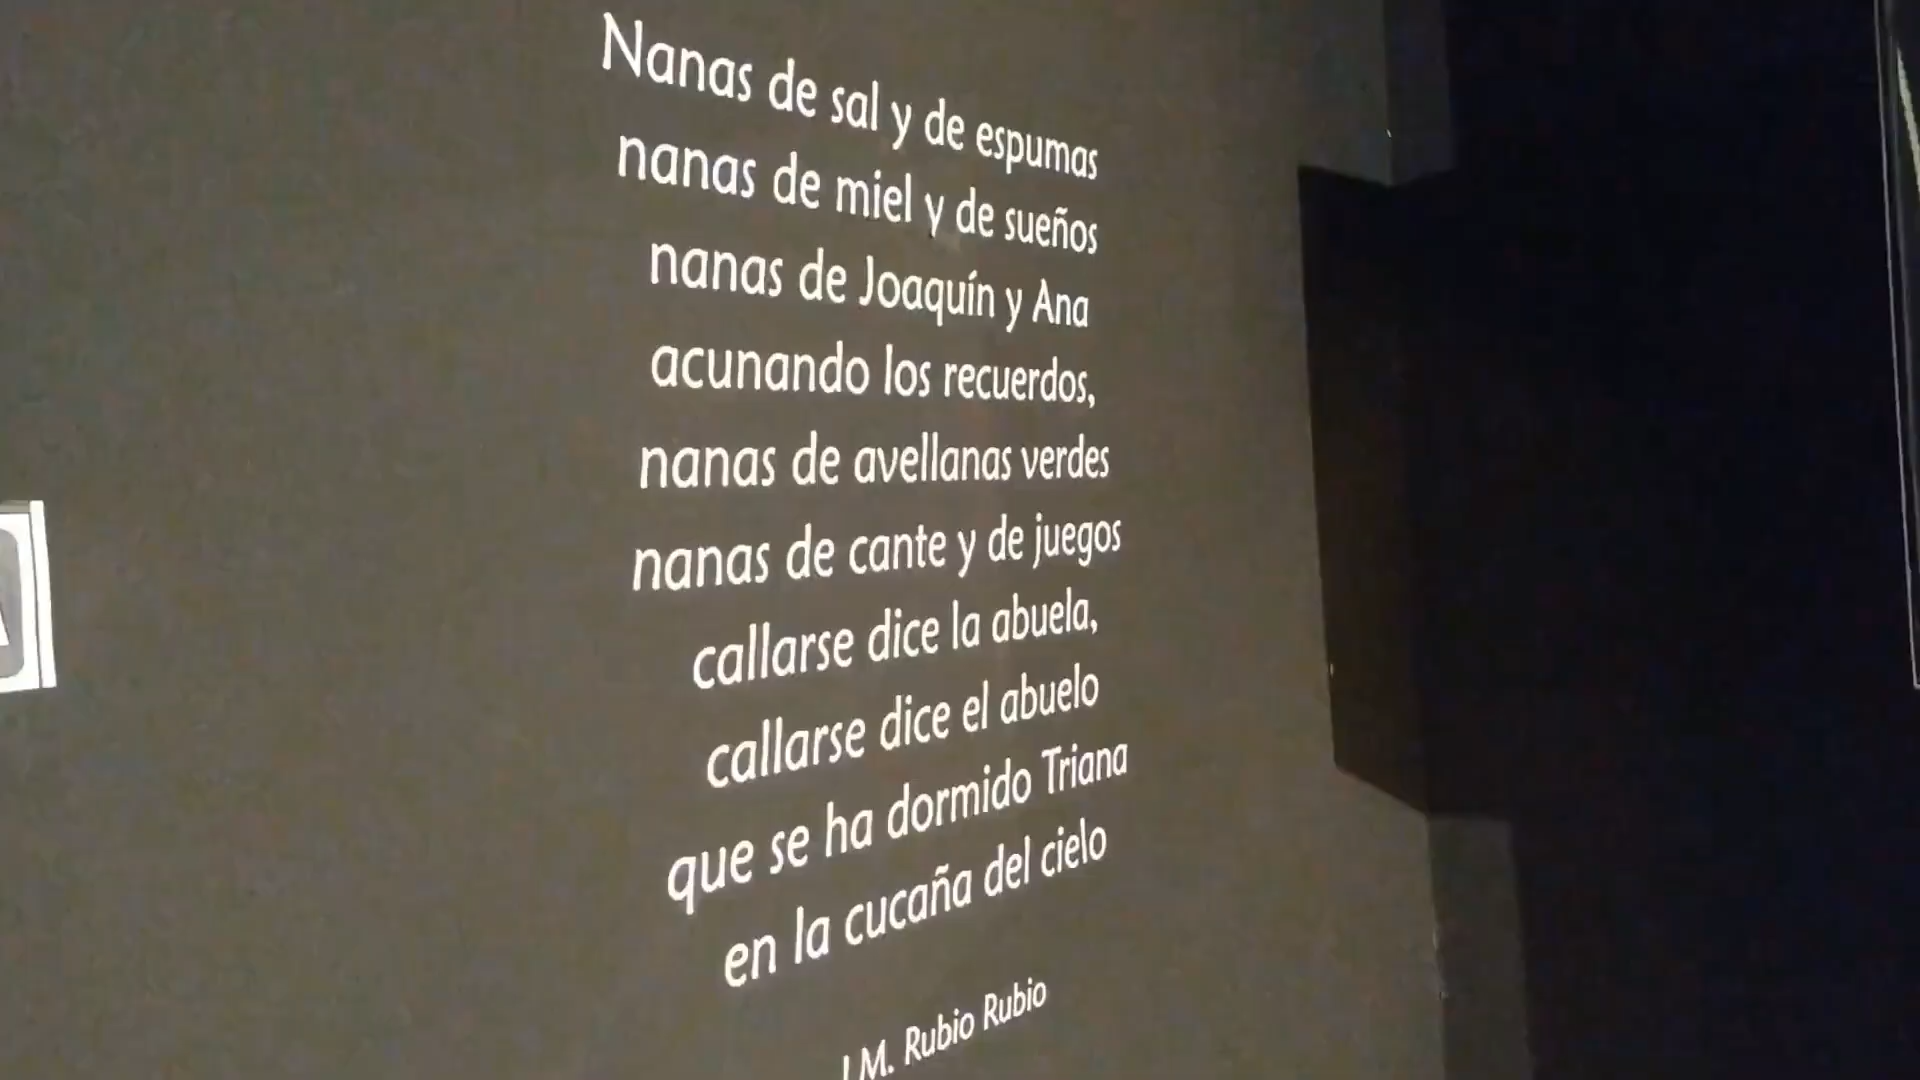 Nanas de sal y de espumas
nanas de miel y de sueños
nanas de Joaquín y Ana
acunando los recuerdos,
nanas de avellanas verdes
nanas de cante y de juegos
callarse dice la abuela,
callarse dice el abuelo
que se ha dormido Triana
en la cucaña del cielo
M. Rubio Rubio